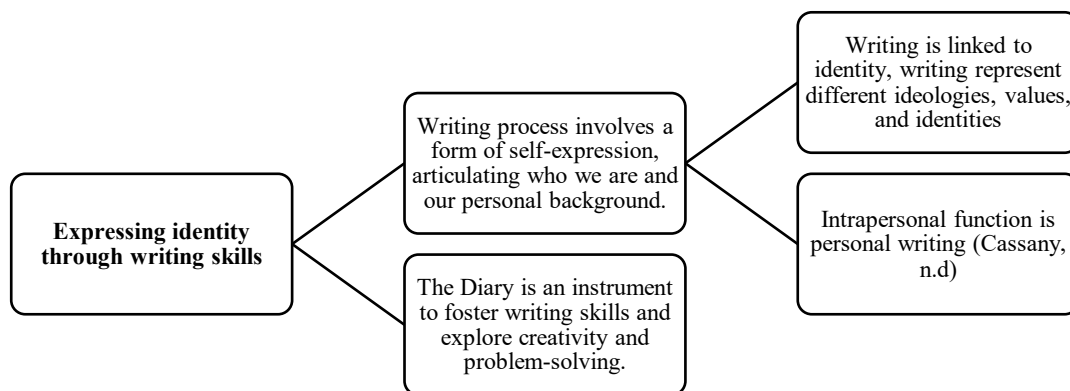 Expressing identity
through writing skills
Writing process involves a
form of self-expression,
articulating who we are and
our personal background.
The Diary is an instrument
to foster writing skills and
explore creativity and
problem-solving.
Writing is linked to
identity, writing represent
different ideologies, values,
and identities
Intrapersonal function is
personal writing (Cassany,
n.d)